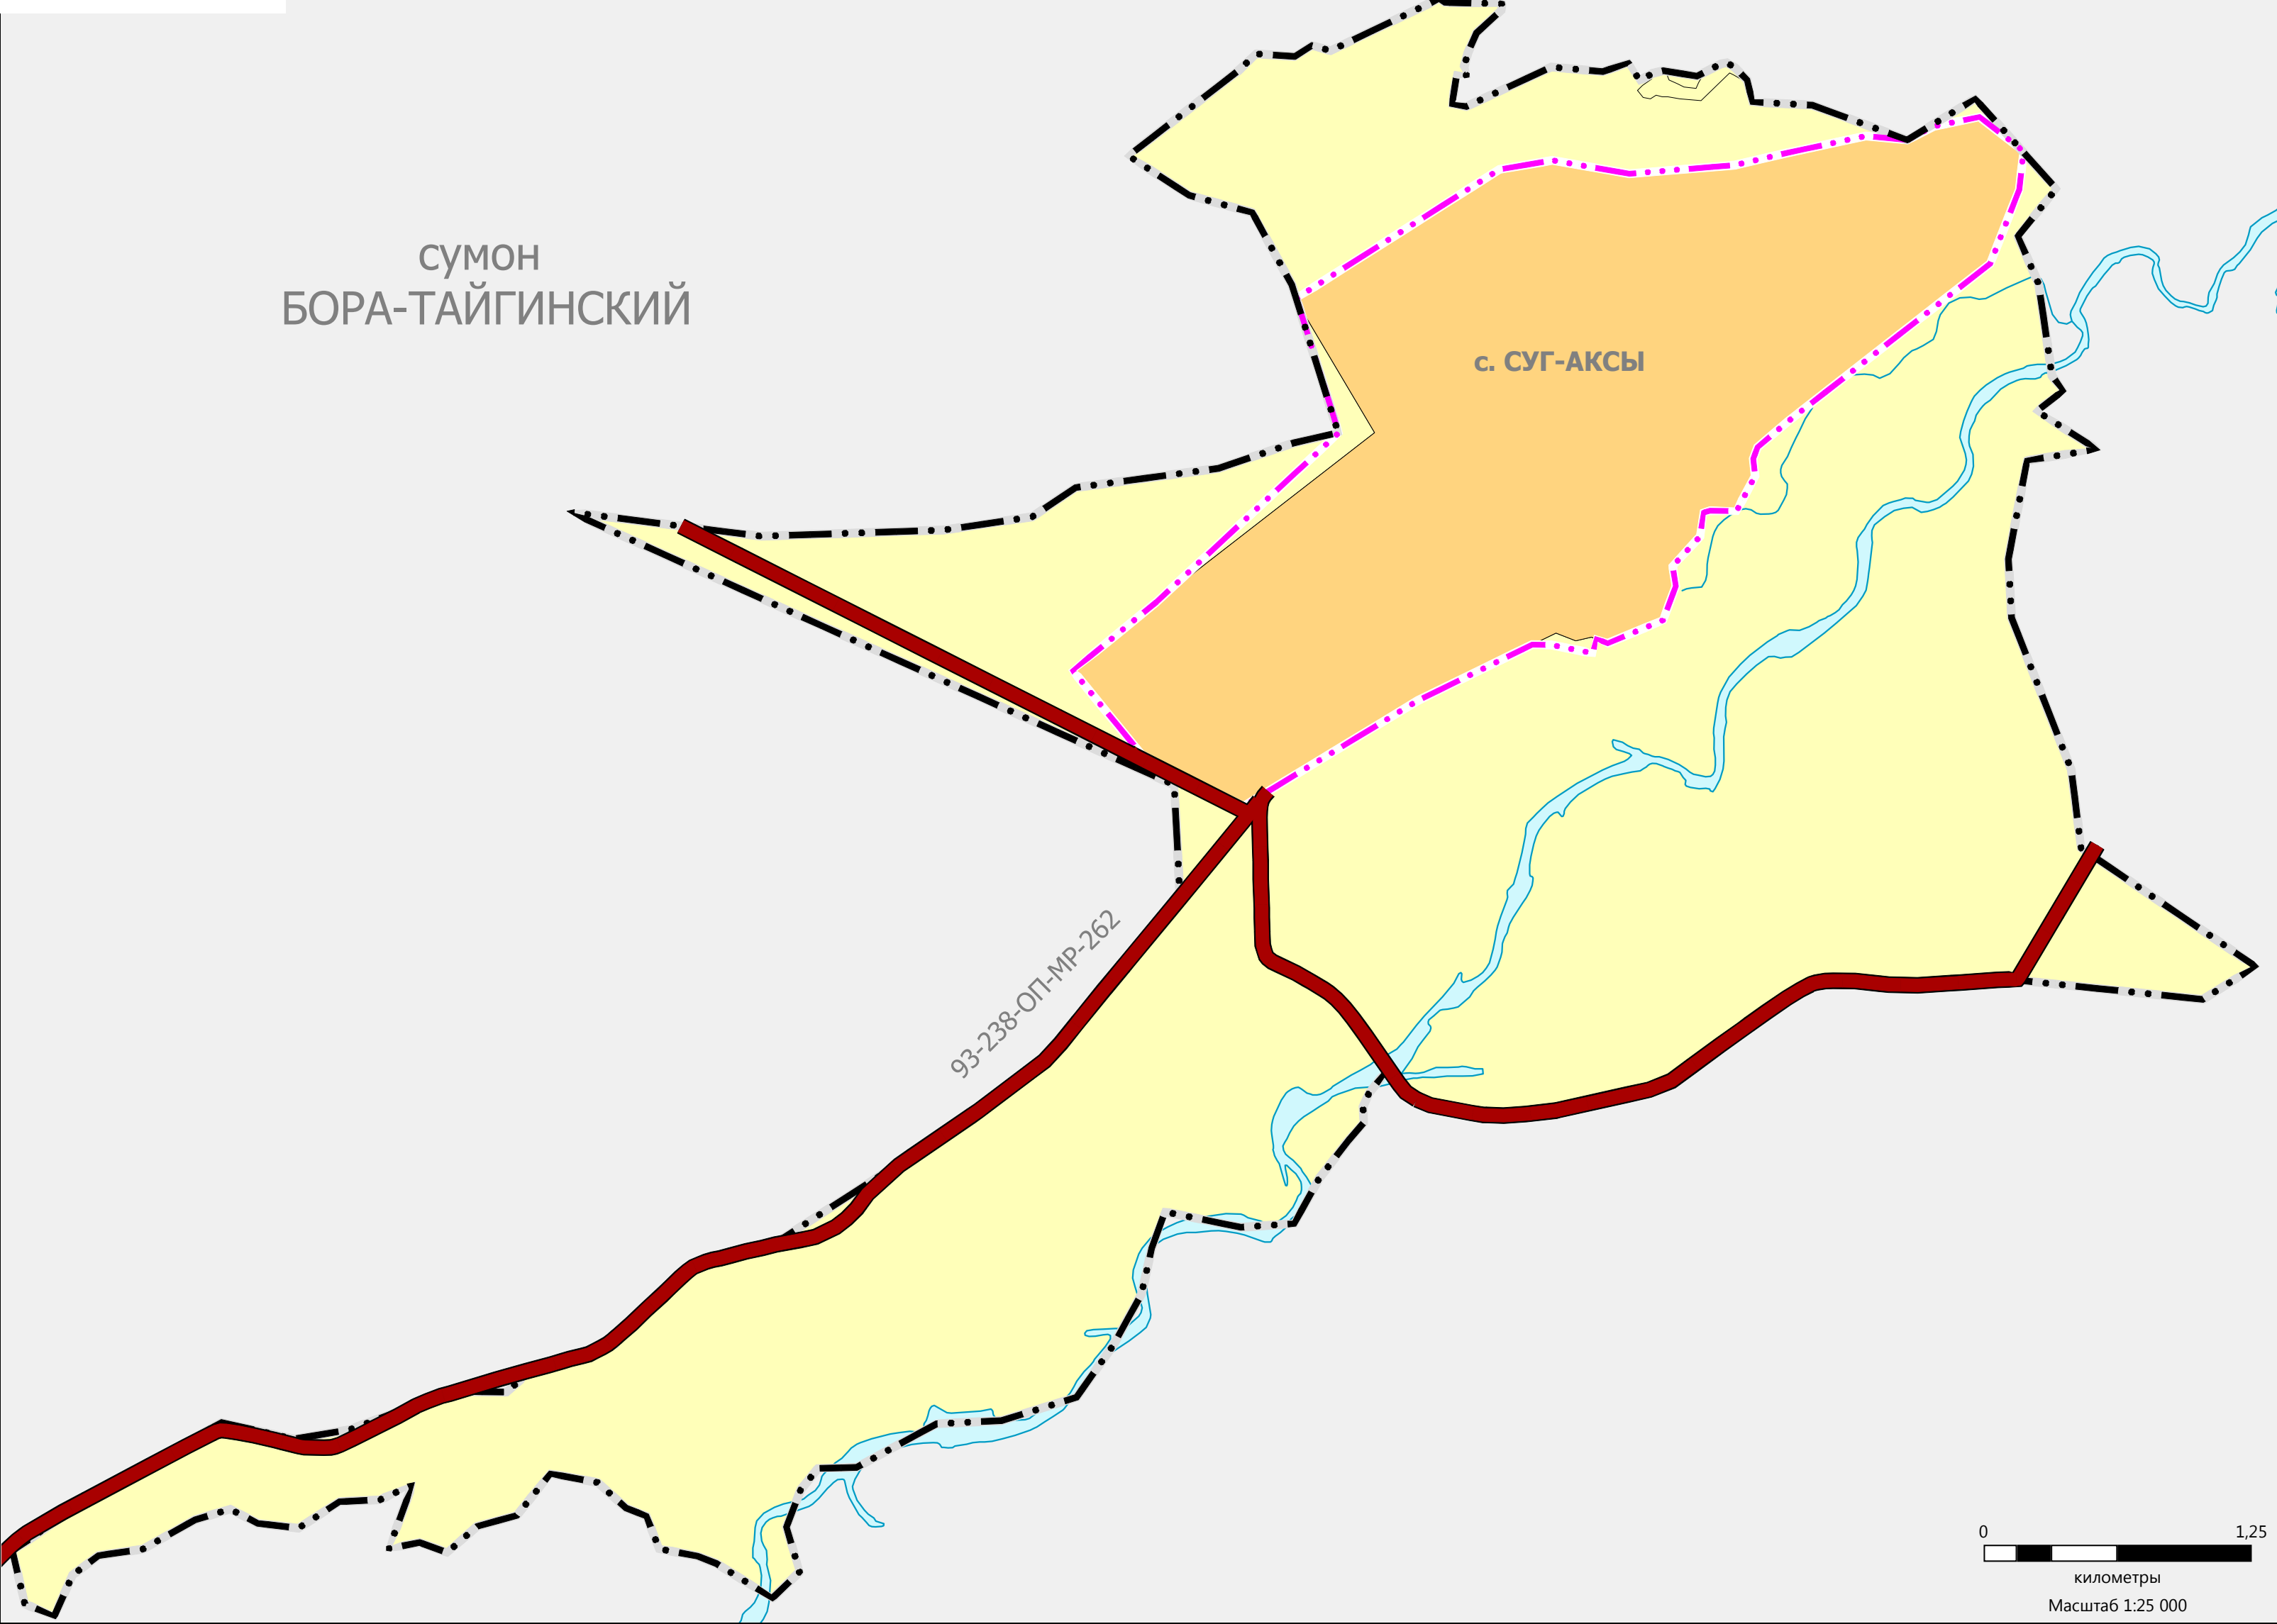 сумон
БОРА-ТАЙГИНСКИЙ
с. СУГ-АКСЫ
93-238-ОП-МР-262
0 1,25
километры
Масштаб 1:25 000